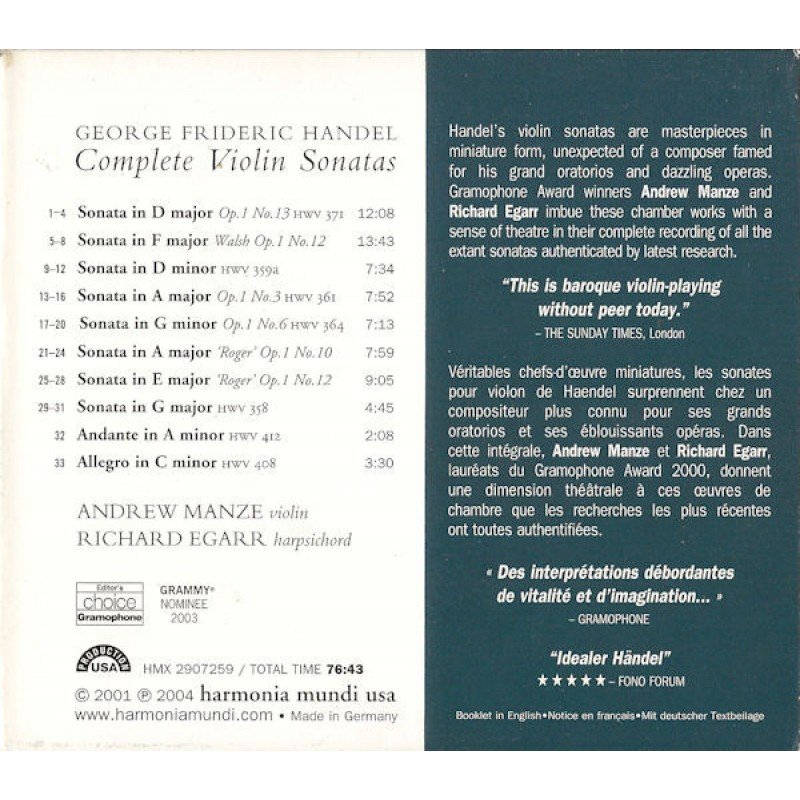 GEORGE FRIDERIC HANDEL
Complete Violin Sonatas
1–4 Sonata in D major Op.1 No.13 HWV 371 12:08
5–8 Sonata in F major Walsh Op.1 No.12 13:43
9–12 Sonata in D minor HWV 359a 7:34
13–16 Sonata in A major Op.1 No.3 HWV 361 7:52
17–20 Sonata in G minor Op.1 No.6 HWV 364 7:13
21–24 Sonata in A major ‘Roger’ Op.1 No.10 7:59
25–28 Sonata in E major ‘Roger’ Op.1 No.12 9:05
29–31 Sonata in G major HWV 358 4:45
32 Andante in A minor HWV 412 2:08
33 Allegro in C minor HWV 408 3:30
ANDREW MANZE violin
RICHARD EGARR harpsichord
Editor's
choice
Gramophone
GRAMMY®
NOMINEE
2003
PRODUCTION
USA
HMX 2907259 / TOTAL TIME 76:43
© 2001 ℗ 2004 harmonia mundi usa
www.harmoniamundi.com • Made in Germany
Handel's violin sonatas are masterpieces in
miniature form, unexpected of a composer famed
for his grand oratorios and dazzling operas.
Gramophone Award winners Andrew Manze and
Richard Egarr imbue these chamber works with a
sense of theatre in their complete recording of all the
extant sonatas authenticated by latest research.
“This is baroque violin-playing
without peer today.”
– THE SUNDAY TIMES, London
Véritables chefs-d'œuvre miniatures, les sonates
pour violon de Haendel surprennent chez un
compositeur plus connu pour ses grands
oratorios et ses éblouissants opéras. Dans
cette intégrale, Andrew Manze et Richard Egarr,
lauréats du Gramophone Award 2000, donnent
une dimension théâtrale à ces œuvres de
chambre que les recherches les plus récentes
ont toutes authentifiées.
« Des interprétations débordantes
de vitalité et d'imagination... »
– GRAMOPHONE
“Idealer Händel”
★★★★★ – FONO FORUM
Booklet in English•Notice en français•Mit deutscher Textbeilage